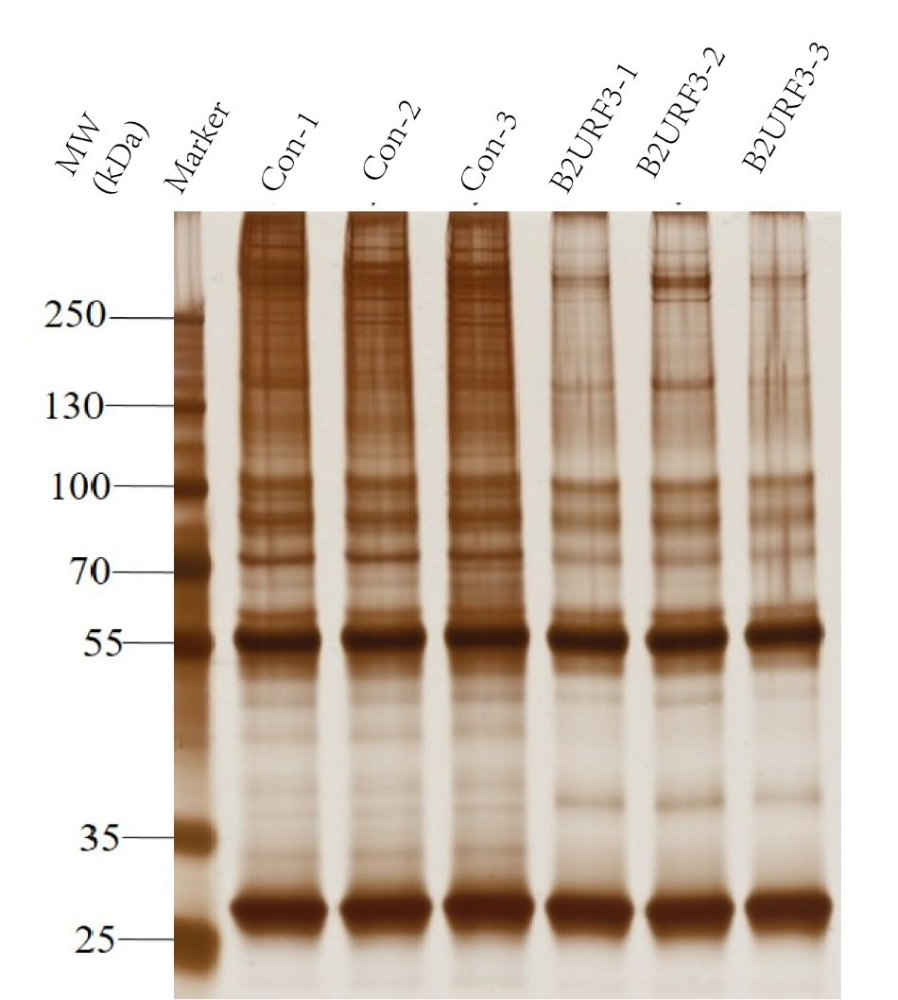 MW
(kDa)
Marker
Con-1
Con-2
Con-3
B2URF3-1
B2URF3-2
B2URF3-3
250
130
100
70
55
35
25